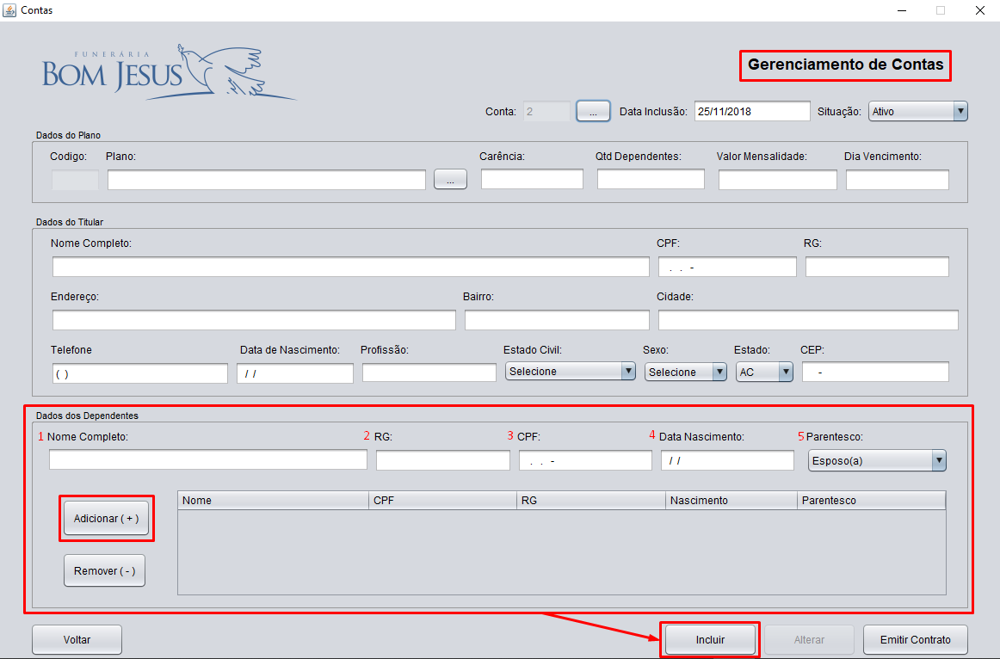 Contas
FUNERÁRIA
BOM JESUS
Gerenciamento de Contas
Conta: 2 ... Data Inclusão: 25/11/2018 Situação: Ativo
Dados do Plano
Codigo: Plano: Carência: Qtd Dependentes: Valor Mensalidade: Dia Vencimento:
...
Dados do Titular
Nome Completo: CPF: RG:
. . -
Endereço: Bairro: Cidade:
Telefone Data de Nascimento: Profissão: Estado Civil: Sexo: Estado: CEP:
( ) / / Selecione Selecione AC -
Dados dos Dependentes
1 Nome Completo: 2 RG: 3 CPF: 4 Data Nascimento: 5 Parentesco:
. . - / / Esposo(a)
Nome CPF RG Nascimento Parentesco
Adicionar ( + )
Remover ( - )
Voltar Incluir Alterar Emitir Contrato